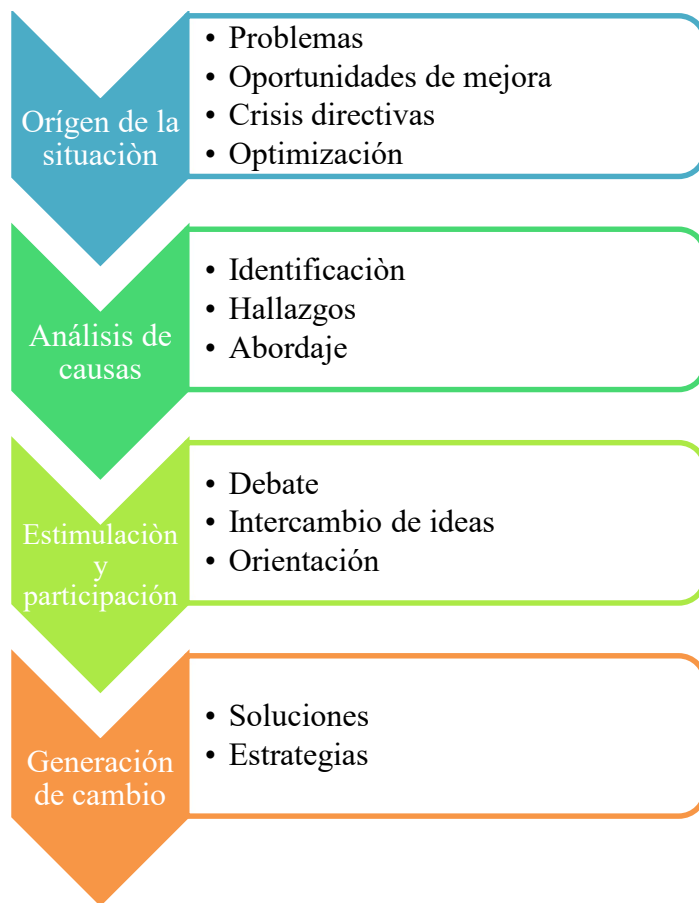 Orígen de la
situaciòn
• Problemas
• Oportunidades de mejora
• Crisis directivas
• Optimización
Análisis de
causas
• Identificaciòn
• Hallazgos
• Abordaje
Estimulaciòn
y
participación
• Debate
• Intercambio de ideas
• Orientación
Generación
de cambio
• Soluciones
• Estrategias